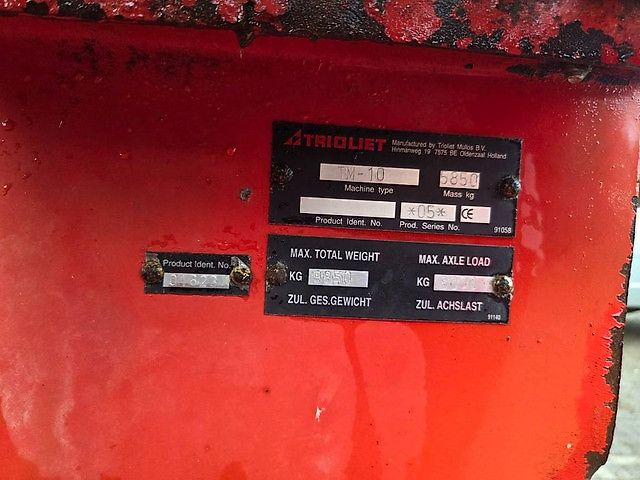 TRIOLIET
Manufactured by Trioliet Mullos B.V.
Hinmanweg 19 7575 BE Oldenzaal Holland
TM-10
5850
Machine type
Mass kg
*05*
CE
Product Ident. No.
Prod. Series No.
91058
Product Ident. No.
MAX. TOTAL WEIGHT
MAX. AXLE LOAD
KG
KG
ZUL. GES.GEWICHT
ZUL. ACHSLAST
91140